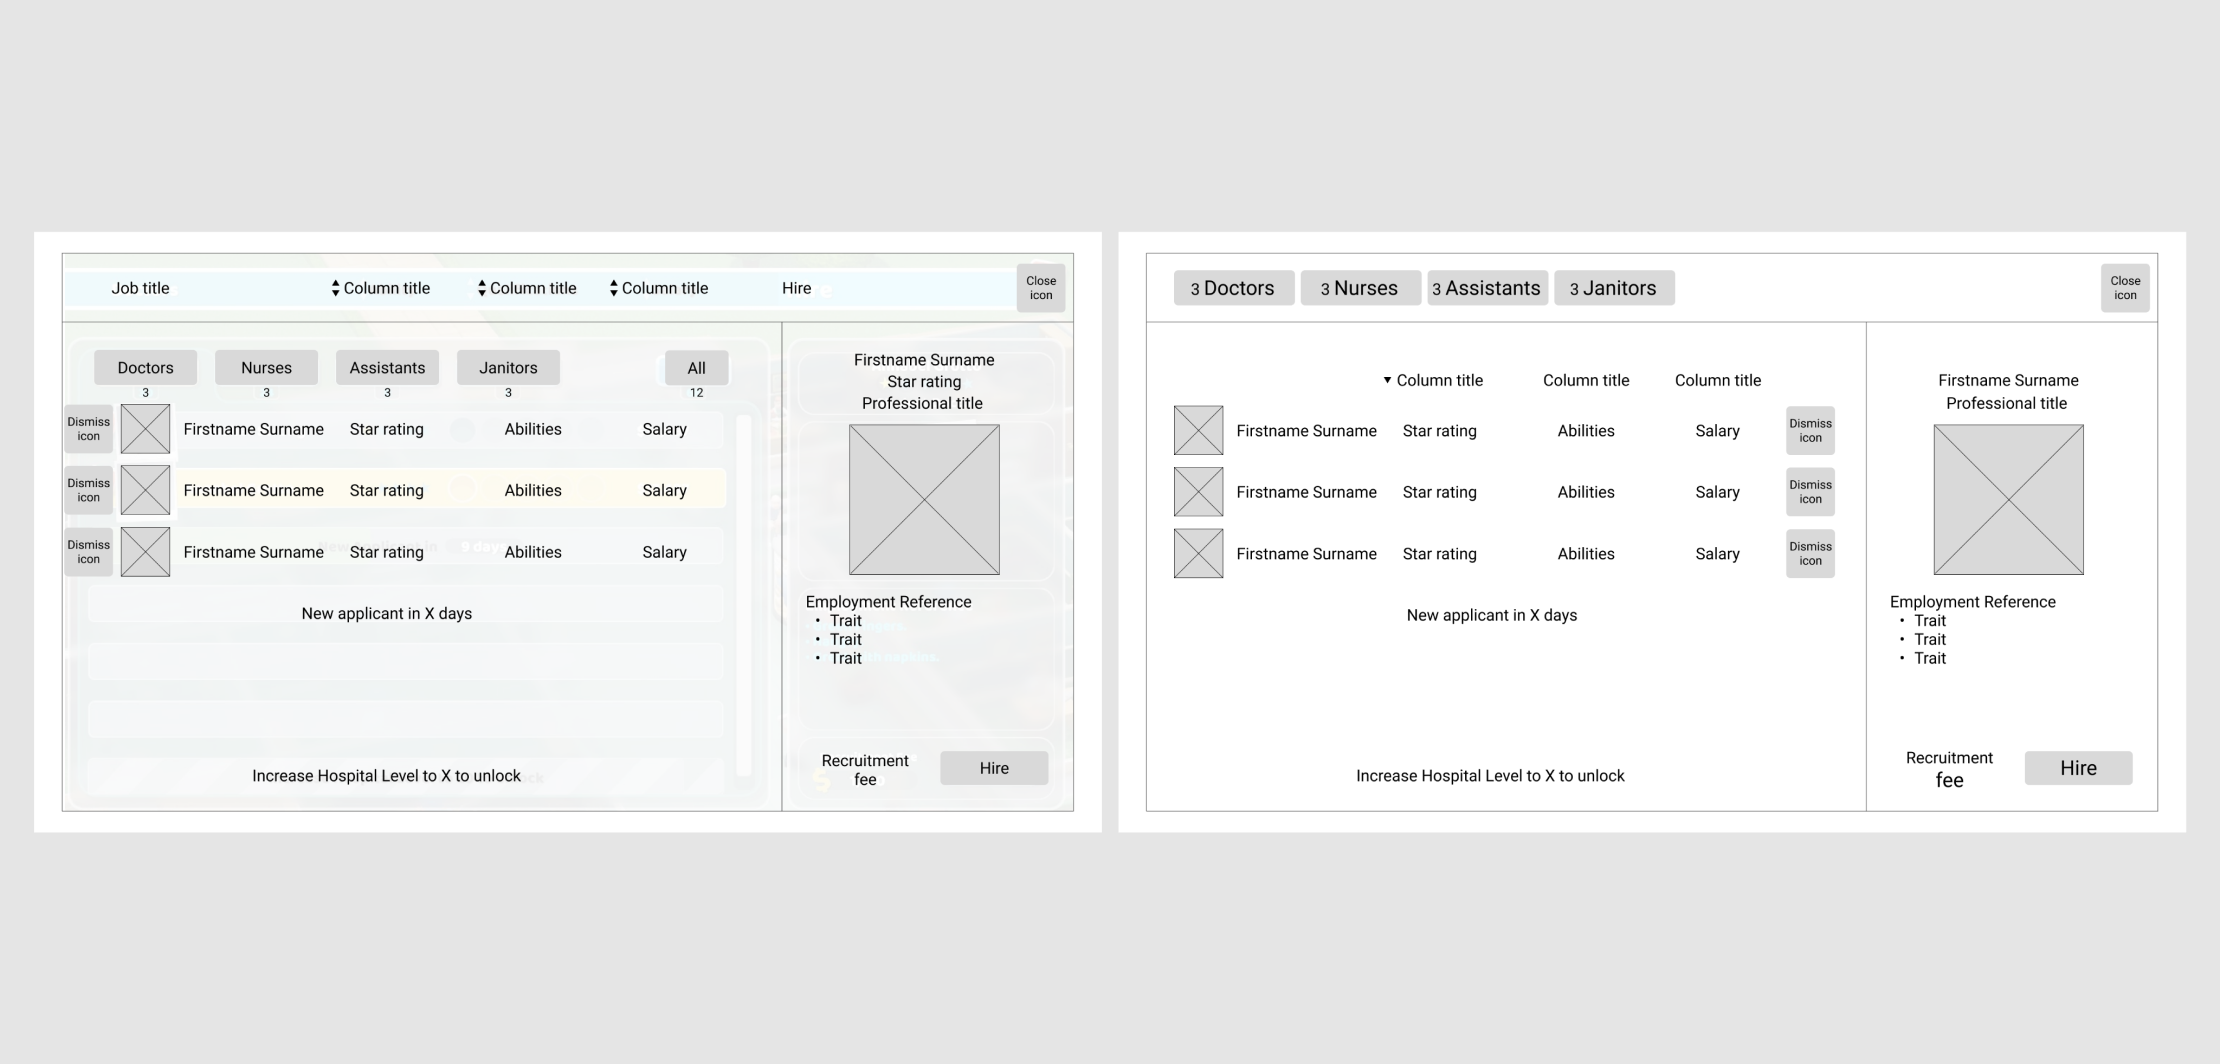 Job title
Column title
Column title
Column title
Hire
Close
icon
Doctors
Nurses
Assistants
Janitors
All
3
3
3
3
12
Dismiss
icon
Firstname Surname
Star rating
Abilities
Salary
Dismiss
icon
Firstname Surname
Star rating
Abilities
Salary
Dismiss
icon
Firstname Surname
Star rating
Abilities
Salary
9 days
New applicant in X days
Increase Hospital Level to X to unlock
Firstname Surname
Star rating
Professional title
Employment Reference
• Trait
• Trait
• Trait
Recruitment
fee
Hire
3 Doctors
3 Nurses
3 Assistants
3 Janitors
Close
icon
Column title
Column title
Column title
Firstname Surname
Star rating
Abilities
Salary
Dismiss
icon
Firstname Surname
Star rating
Abilities
Salary
Dismiss
icon
Firstname Surname
Star rating
Abilities
Salary
Dismiss
icon
New applicant in X days
Increase Hospital Level to X to unlock
Firstname Surname
Professional title
Employment Reference
• Trait
• Trait
• Trait
Recruitment
fee
Hire